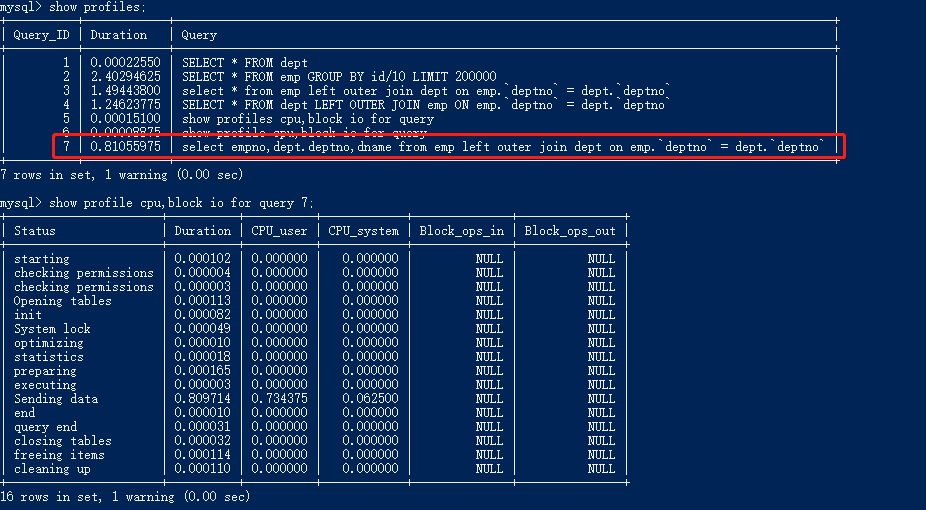 mysql> show profiles;
Query_ID | Duration | Query
1 | 0.00022550 | SELECT * FROM dept
2 | 2.40294625 | SELECT * FROM emp GROUP BY id/10 LIMIT 200000
3 | 1.49443800 | select * from emp left outer join dept on emp.`deptno` = dept.`deptno`
4 | 1.24623775 | SELECT * FROM dept LEFT OUTER JOIN emp ON emp.`deptno` = dept.`deptno`
5 | 0.00015100 | show profiles cpu,block io for query
6 | 0.00008875 | show profile cpu,block io for query
7 | 0.81055975 | select empno,dept.deptno,dname from emp left outer join dept on emp.`deptno` = dept.`deptno`
7 rows in set, 1 warning (0.00 sec)
mysql> show profile cpu,block io for query 7;
Status | Duration | CPU_user | CPU_system | Block_ops_in | Block_ops_out
starting | 0.000102 | 0.000000 | 0.000000 | NULL | NULL
checking permissions | 0.000004 | 0.000000 | 0.000000 | NULL | NULL
checking permissions | 0.000003 | 0.000000 | 0.000000 | NULL | NULL
Opening tables | 0.000113 | 0.000000 | 0.000000 | NULL | NULL
init | 0.000082 | 0.000000 | 0.000000 | NULL | NULL
System lock | 0.000049 | 0.000000 | 0.000000 | NULL | NULL
optimizing | 0.000010 | 0.000000 | 0.000000 | NULL | NULL
statistics | 0.000018 | 0.000000 | 0.000000 | NULL | NULL
preparing | 0.000165 | 0.000000 | 0.000000 | NULL | NULL
executing | 0.000003 | 0.000000 | 0.000000 | NULL | NULL
Sending data | 0.809714 | 0.734375 | 0.062500 | NULL | NULL
end | 0.000010 | 0.000000 | 0.000000 | NULL | NULL
query end | 0.000031 | 0.000000 | 0.000000 | NULL | NULL
closing tables | 0.000032 | 0.000000 | 0.000000 | NULL | NULL
freeing items | 0.000114 | 0.000000 | 0.000000 | NULL | NULL
cleaning up | 0.000110 | 0.000000 | 0.000000 | NULL | NULL
16 rows in set, 1 warning (0.00 sec)